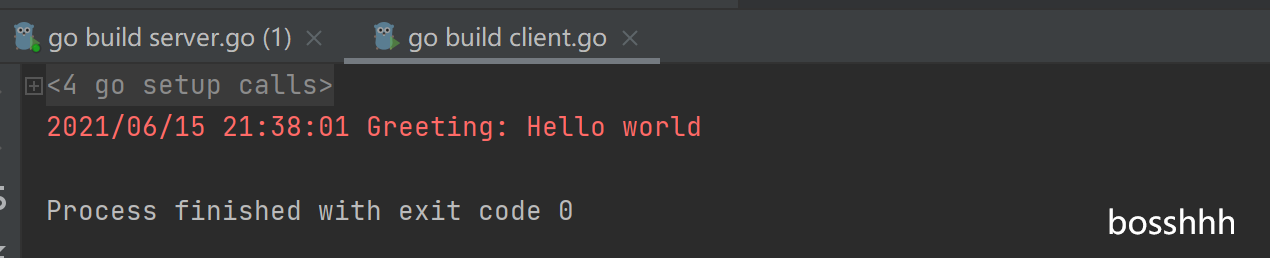 go build server.go (1) × go build client.go ×
<4 go setup calls>
2021/06/15 21:38:01 Greeting: Hello world
Process finished with exit code 0
bosshhh